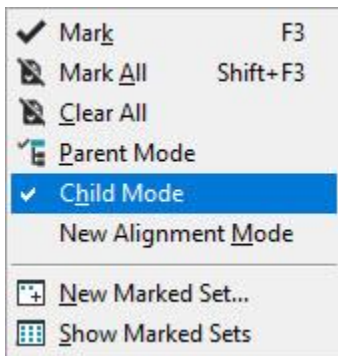 Mark F3
Mark All Shift+F3
Clear All
Parent Mode
Child Mode
New Alignment Mode
New Marked Set...
Show Marked Sets